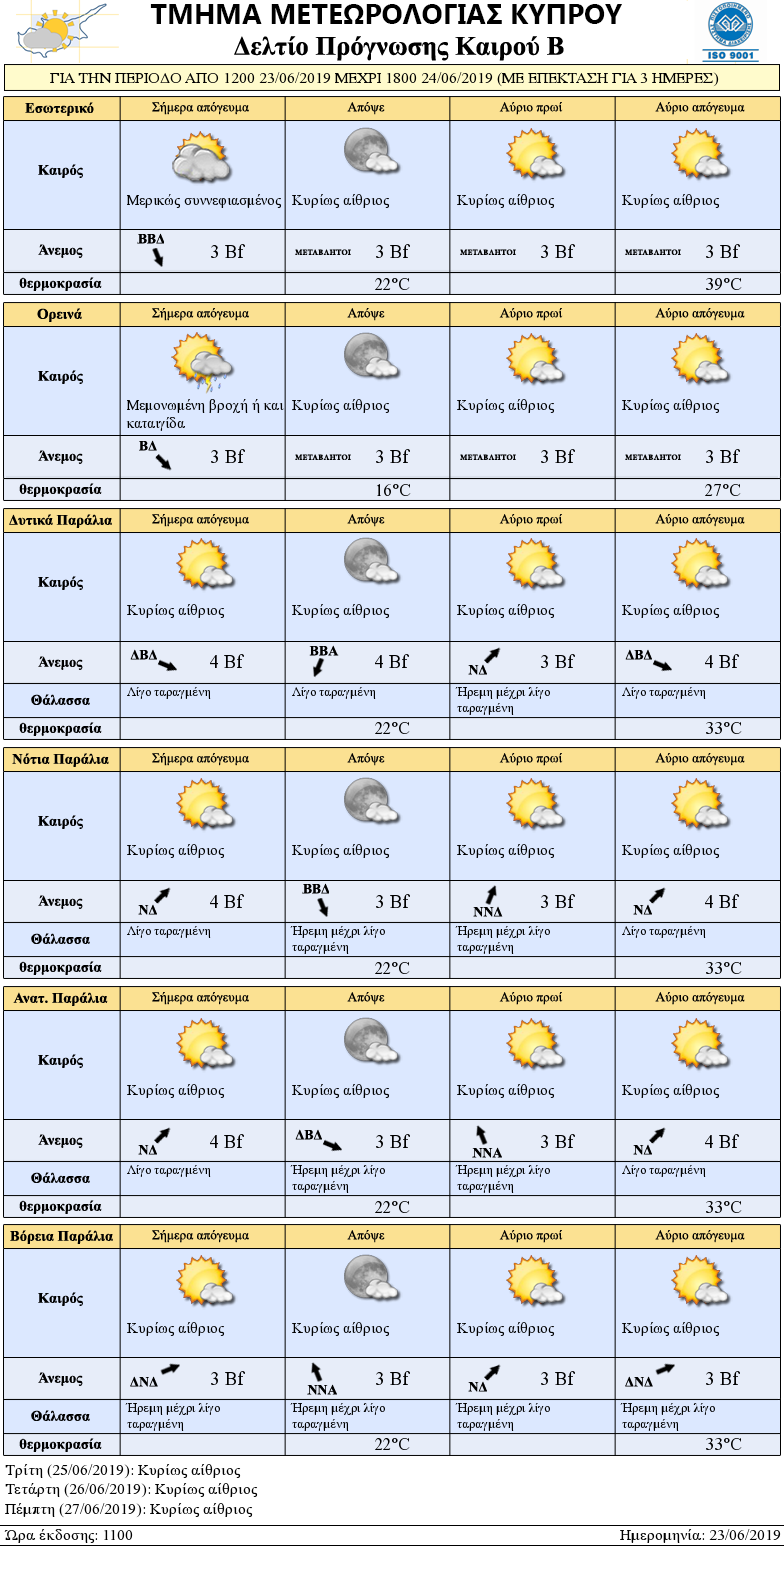 ΤΜΗΜΑ ΜΕΤΕΩΡΟΛΟΓΙΑΣ ΚΥΠΡΟΥ
Δελτίο Πρόγνωσης Καιρού Β
ISO 9001
ΓΙΑ ΤΗΝ ΠΕΡΙΟΔΟ ΑΠΟ 1200 23/06/2019 ΜΕΧΡΙ 1800 24/06/2019 (ΜΕ ΕΠΕΚΤΑΣΗ ΓΙΑ 3 ΗΜΕΡΕΣ)
Εσωτερικό Σήμερα απόγευμα Απόψε Αύριο πρωί Αύριο απόγευμα
Καιρός
Μερικώς συννεφιασμένος Κυρίως αίθριος Κυρίως αίθριος Κυρίως αίθριος
Άνεμος ΒΒΔ 3 Bf ΜΕΤΑΒΛΗΤΟΙ 3 Bf ΜΕΤΑΒΛΗΤΟΙ 3 Bf ΜΕΤΑΒΛΗΤΟΙ 3 Bf
θερμοκρασία 22°C 39°C
Ορεινά Σήμερα απόγευμα Απόψε Αύριο πρωί Αύριο απόγευμα
Καιρός
Μεμονωμένη βροχή ή και Κυρίως αίθριος Κυρίως αίθριος Κυρίως αίθριος
καταιγίδα
Άνεμος ΒΔ 3 Bf ΜΕΤΑΒΛΗΤΟΙ 3 Bf ΜΕΤΑΒΛΗΤΟΙ 3 Bf ΜΕΤΑΒΛΗΤΟΙ 3 Bf
θερμοκρασία 16°C 27°C
Δυτικά Παράλια Σήμερα απόγευμα Απόψε Αύριο πρωί Αύριο απόγευμα
Καιρός
Κυρίως αίθριος Κυρίως αίθριος Κυρίως αίθριος Κυρίως αίθριος
Άνεμος ΔΒΔ 4 Bf ΒΒΑ 4 Bf ΝΔ 3 Bf ΔΒΔ 4 Bf
Θάλασσα Λίγο ταραγμένη Λίγο ταραγμένη Ήρεμη μέχρι λίγο Λίγο ταραγμένη
ταραγμένη
θερμοκρασία 22°C 33°C
Νότια Παράλια Σήμερα απόγευμα Απόψε Αύριο πρωί Αύριο απόγευμα
Καιρός
Κυρίως αίθριος Κυρίως αίθριος Κυρίως αίθριος Κυρίως αίθριος
Άνεμος ΝΔ 4 Bf ΒΒΔ 3 Bf ΝΝΔ 3 Bf ΝΔ 4 Bf
Θάλασσα Λίγο ταραγμένη Ήρεμη μέχρι λίγο Ήρεμη μέχρι λίγο Λίγο ταραγμένη
ταραγμένη ταραγμένη
θερμοκρασία 22°C 33°C
Ανατ. Παράλια Σήμερα απόγευμα Απόψε Αύριο πρωί Αύριο απόγευμα
Καιρός
Κυρίως αίθριος Κυρίως αίθριος Κυρίως αίθριος Κυρίως αίθριος
Άνεμος ΝΔ 4 Bf ΔΒΔ 3 Bf ΝΝΑ 3 Bf ΝΔ 4 Bf
Θάλασσα Λίγο ταραγμένη Ήρεμη μέχρι λίγο Ήρεμη μέχρι λίγο Λίγο ταραγμένη
ταραγμένη ταραγμένη
θερμοκρασία 22°C 33°C
Βόρεια Παράλια Σήμερα απόγευμα Απόψε Αύριο πρωί Αύριο απόγευμα
Καιρός
Κυρίως αίθριος Κυρίως αίθριος Κυρίως αίθριος Κυρίως αίθριος
Άνεμος ΔΝΔ 3 Bf ΝΝΑ 3 Bf ΝΔ 3 Bf ΔΝΔ 3 Bf
Θάλασσα Ήρεμη μέχρι λίγο Ήρεμη μέχρι λίγο Ήρεμη μέχρι λίγο Ήρεμη μέχρι λίγο
ταραγμένη ταραγμένη ταραγμένη ταραγμένη
θερμοκρασία 22°C 33°C
Τρίτη (25/06/2019): Κυρίως αίθριος
Τετάρτη (26/06/2019): Κυρίως αίθριος
Πέμπτη (27/06/2019): Κυρίως αίθριος
Ώρα έκδοσης: 1100 Ημερομηνία: 23/06/2019